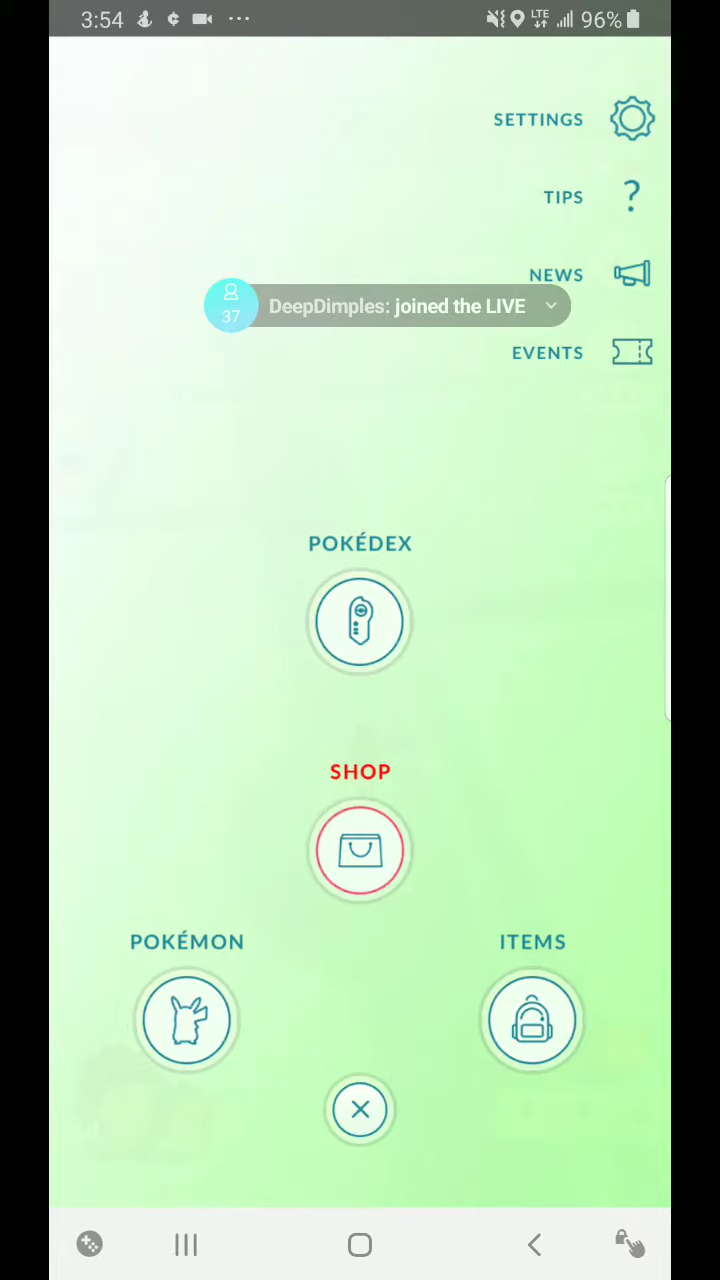 3:54
LTE
96%
SETTINGS
TIPS
?
NEWS
37 DeepDimples: joined the LIVE
EVENTS
POKÉDEX
SHOP
POKÉMON
ITEMS